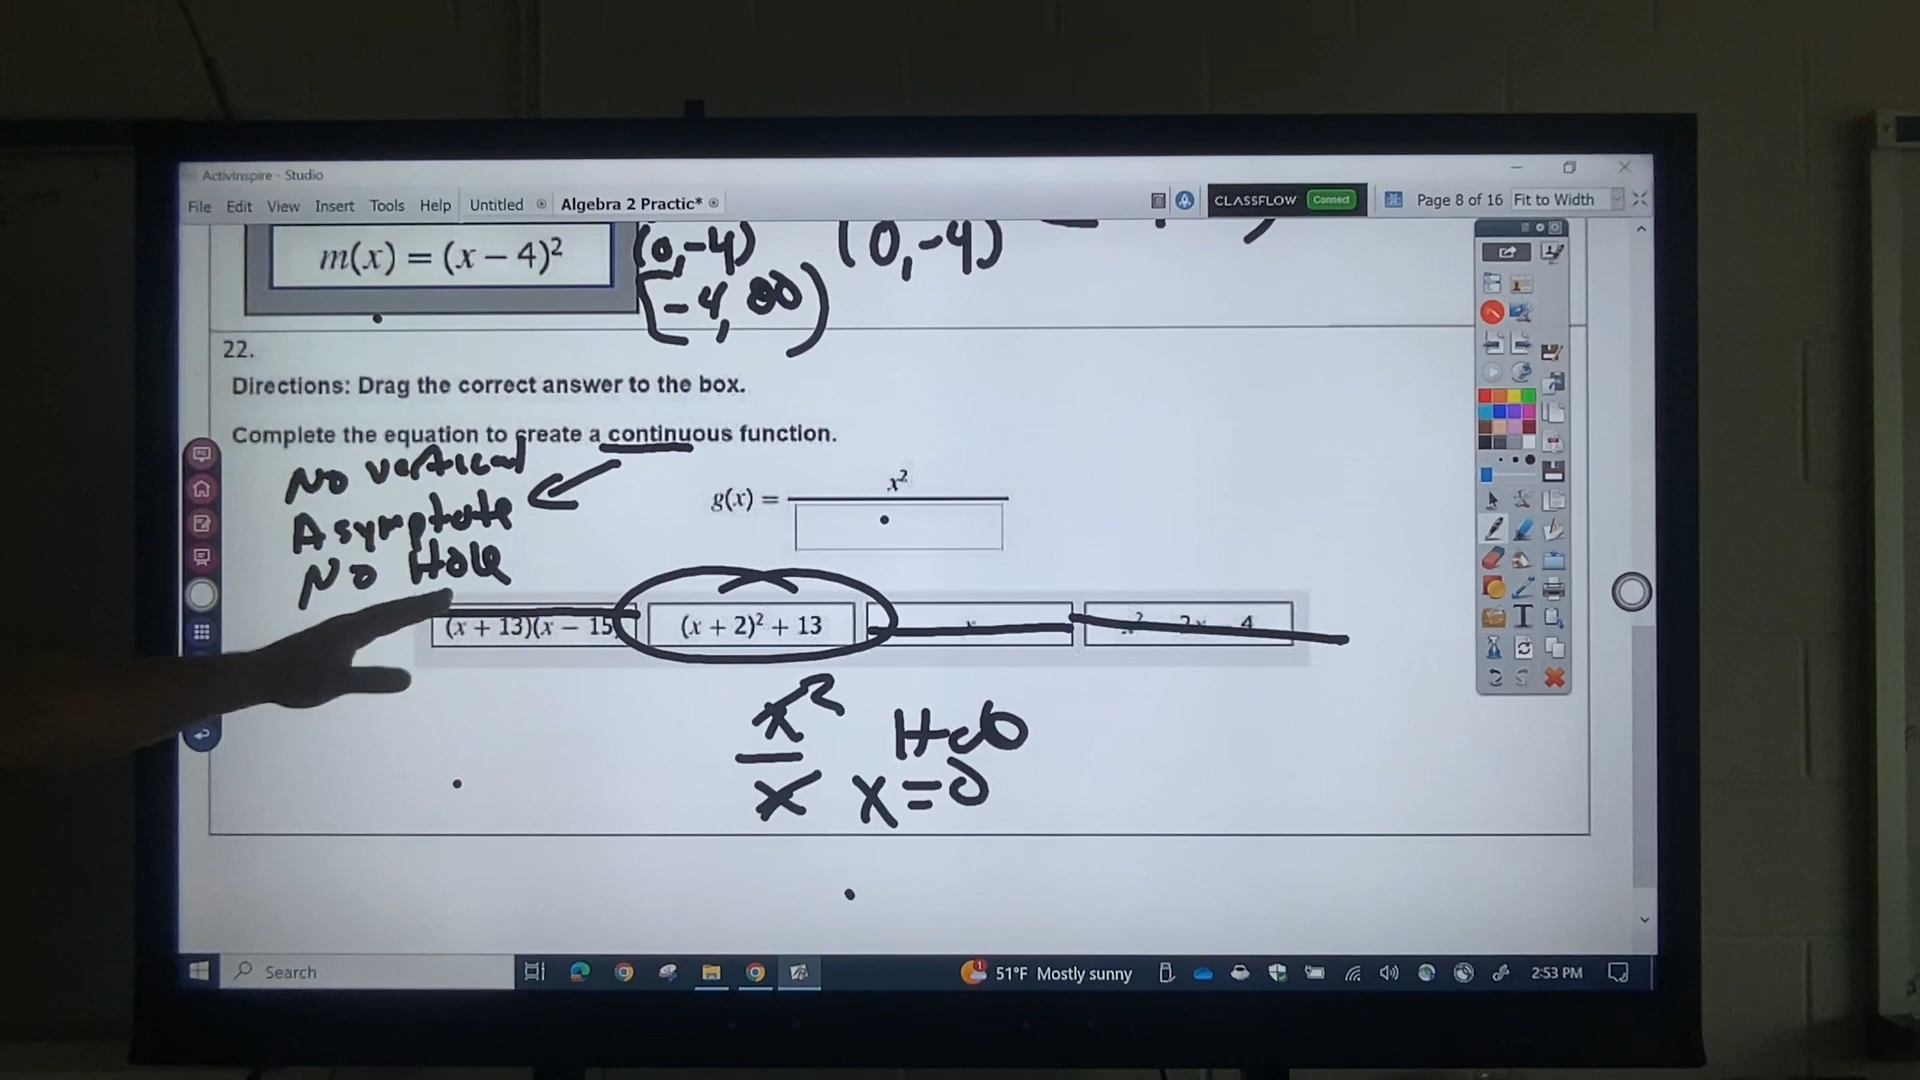 ActivInspire - Studio
File Edit View Insert Tools Help Untitled Algebra 2 Practic* CLASSFLOW Connect Page 8 of 16 Fit to Width
m(x) = (x − 4)²
(0,-4) (0,-4)
[-4, ∞)
22.
Directions: Drag the correct answer to the box.
Complete the equation to create a continuous function.
No vertical
Asymptote
No Hole
x²
g(x) =
(x + 13)(x − 15) (x + 2)² + 13 x
x²
x
x=0
Search 51°F Mostly sunny 2:53 PM